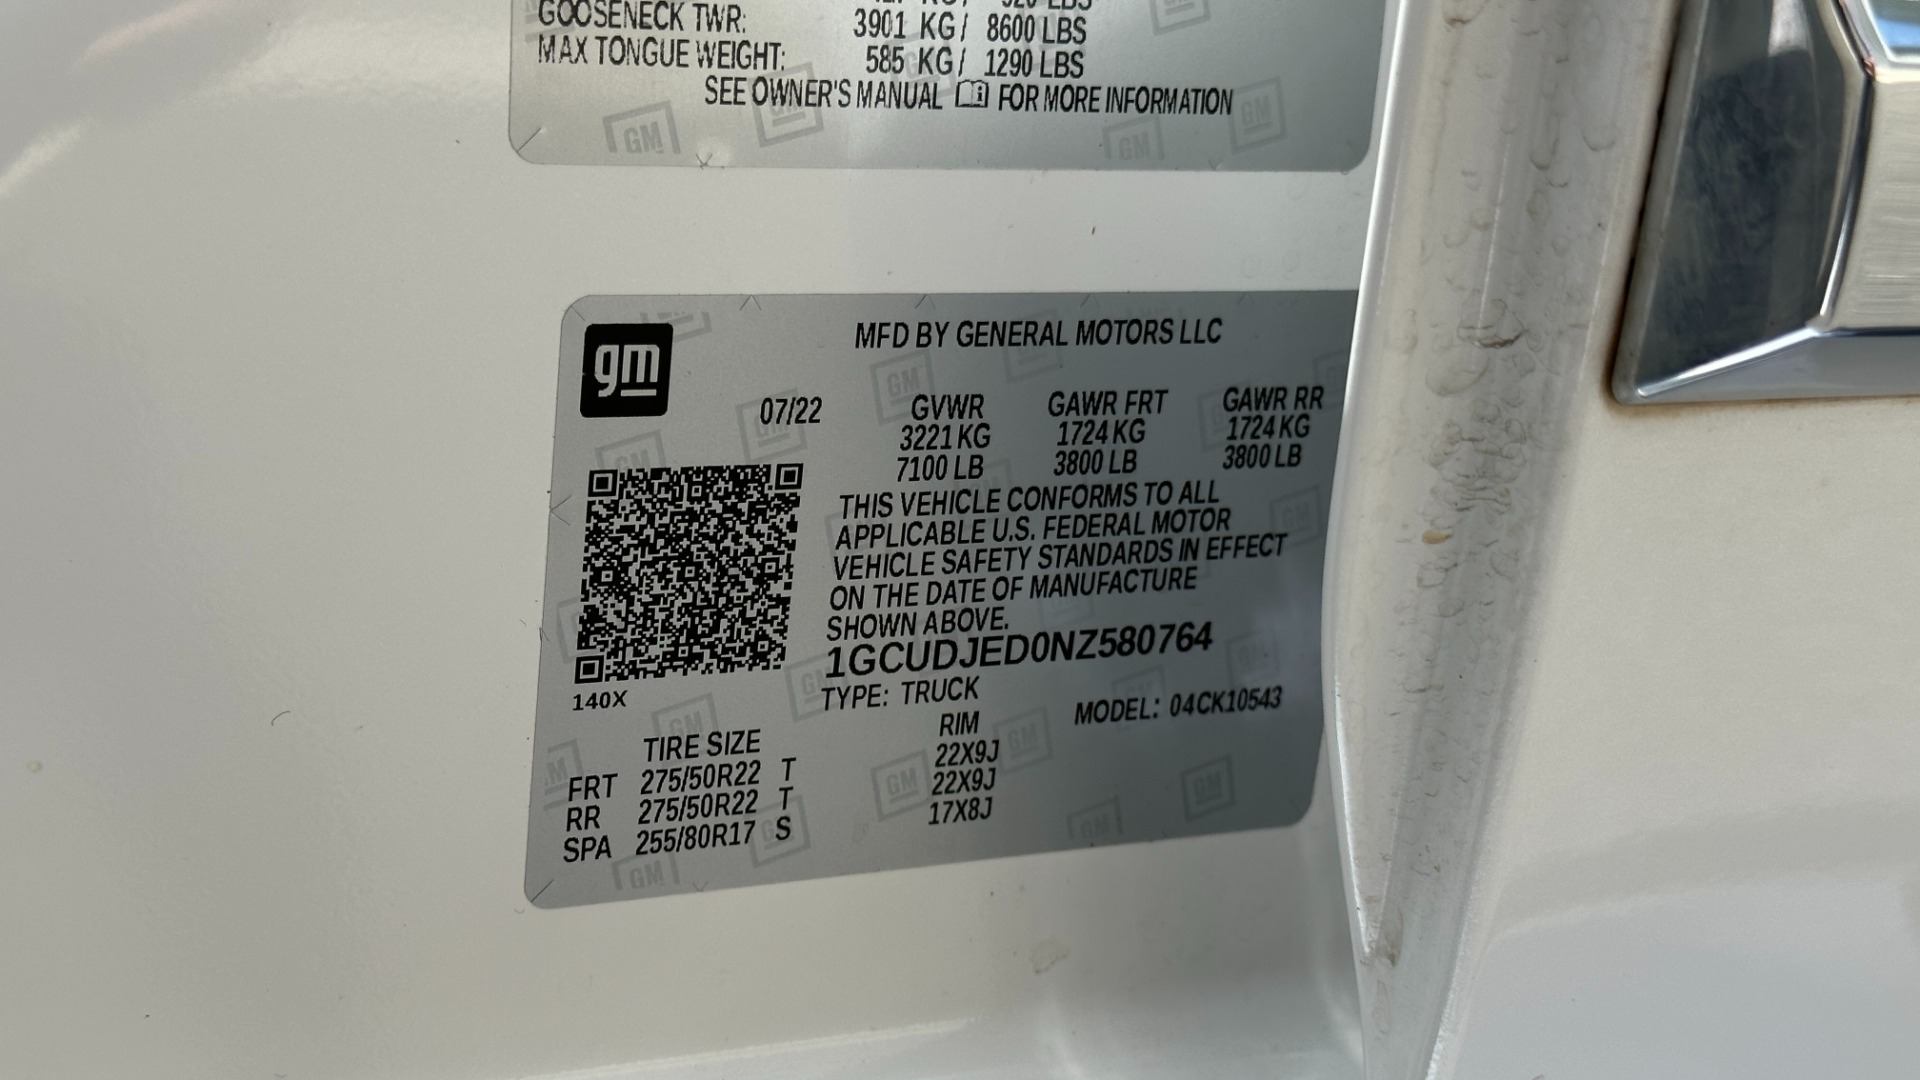 GOOSENECK TWR: 3901 KG / 8600 LBS
MAX TONGUE WEIGHT: 585 KG / 1290 LBS
SEE OWNER'S MANUAL FOR MORE INFORMATION
gm
MFD BY GENERAL MOTORS LLC
07/22 GVWR GAWR FRT GAWR RR
3221 KG 1724 KG 1724 KG
7100 LB 3800 LB 3800 LB
THIS VEHICLE CONFORMS TO ALL
APPLICABLE U.S. FEDERAL MOTOR
VEHICLE SAFETY STANDARDS IN EFFECT
ON THE DATE OF MANUFACTURE
SHOWN ABOVE.
1GCUDJED0NZ580764
140X
TYPE: TRUCK MODEL: 04CK10543
TIRE SIZE RIM
FRT 275/50R22 T 22X9J
RR 275/50R22 T 22X9J
SPA 255/80R17 S 17X8J